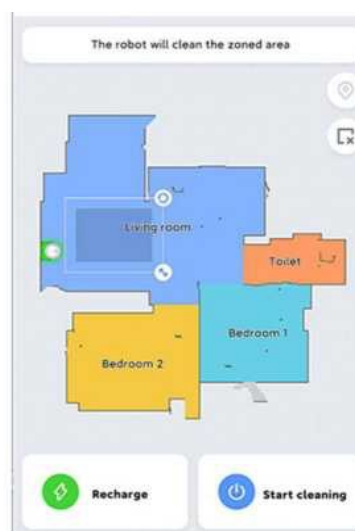 The robot will clean the zoned area
Living room
Toilet
Bedroom 1
Bedroom 2
Recharge
Start cleaning